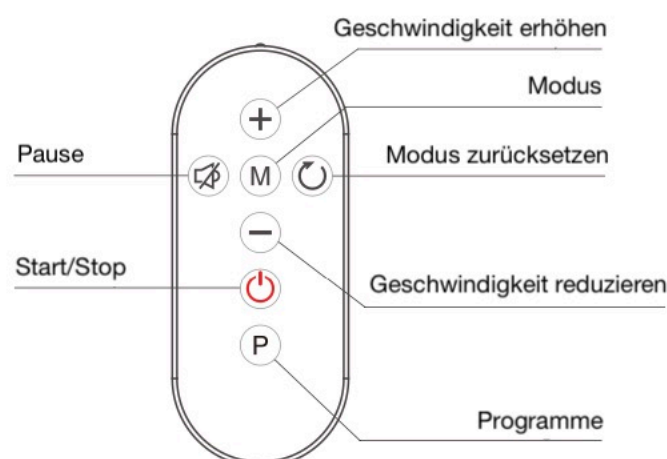 Geschwindigkeit erhöhen
Modus
Pause
M
Modus zurücksetzen
Start/Stop
Geschwindigkeit reduzieren
P
Programme